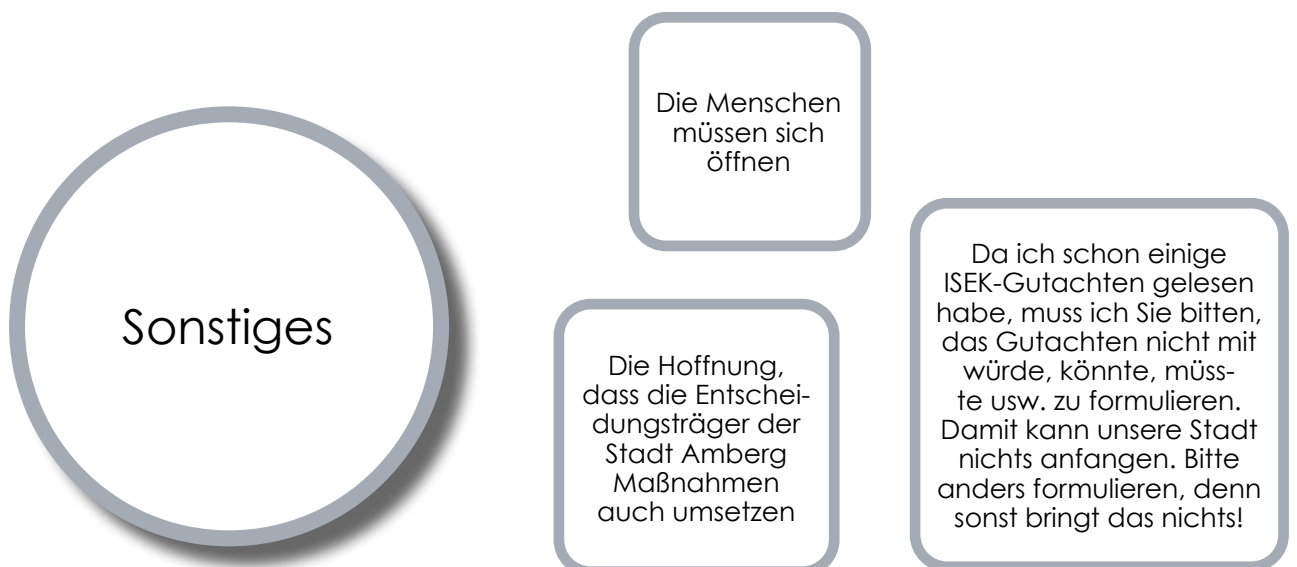 Sonstiges
Die Menschen
müssen sich
öffnen
Die Hoffnung,
dass die Entschei-
dungsträger der
Stadt Amberg
Maßnahmen
auch umsetzen
Da ich schon einige
ISEK-Gutachten gelesen
habe, muss ich Sie bitten,
das Gutachten nicht mit
würde, könnte, müss-
te usw. zu formulieren.
Damit kann unsere Stadt
nichts anfangen. Bitte
anders formulieren, denn
sonst bringt das nichts!